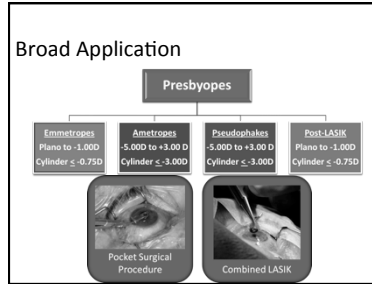 Broad Application
Presbyopes
Emmetropes
Plano to -1.00D
Cylinder < -0.75D
Ametropes
-5.00D to +3.00 D
Cylinder < -3.00D
Pseudophakes
-5.00D to +3.00 D
Cylinder < -3.00D
Post-LASIK
Plano to -1.00D
Cylinder < -0.75D
Pocket Surgical
Procedure
Combined LASIK